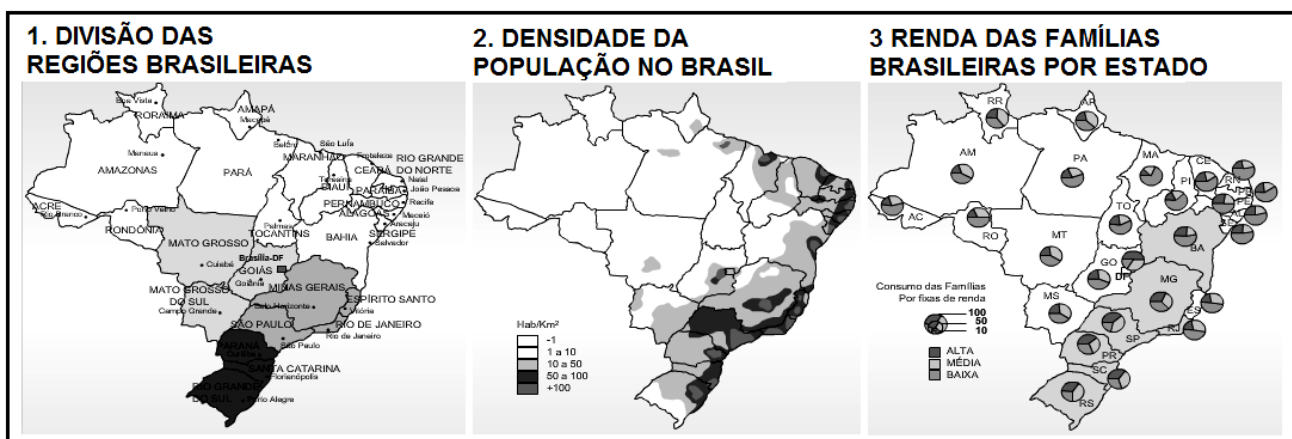 1. DIVISÃO DAS
REGIÕES BRASILEIRAS
Boa Vista
RORAIMA
AMAPÁ
Macapá
Belém
São Luís
Manaus
AMAZONAS
PARÁ
MARANHÃO
Fortaleza
RIO GRANDE
DO NORTE
CEARÁ
Natal
Teresina
PIAUÍ
PARAÍBA
João Pessoa
PERNAMBUCO
Recife
ALAGOAS
Maceió
Aracaju
ACRE
Rio Branco
Porto Velho
RONDÔNIA
Palmas
TOCANTINS
BAHIA
SERGIPE
Salvador
MATO GROSSO
Cuiabá
Brasília-DF
GOIÁS
Goiânia
MINAS GERAIS
MATO GROSSO
DO SUL
Campo Grande
Belo Horizonte
ESPÍRITO SANTO
Vitória
SÃO PAULO
RIO DE JANEIRO
Rio de Janeiro
São Paulo
PARANÁ
Curitiba
SANTA CATARINA
Florianópolis
RIO GRANDE
DO SUL
Porto Alegre
2. DENSIDADE DA
POPULAÇÃO NO BRASIL
Hab/Km²
-1
1 a 10
10 a 50
50 a 100
+100
3 RENDA DAS FAMÍLIAS
BRASILEIRAS POR ESTADO
RR
AP
AM
PA
MA
CE
RN
PI
PB
PE
AL
SE
AC
RO
TO
MT
BA
GO
DF
MG
MS
ES
RJ
SP
PR
SC
RS
Consumo das Famílias
Por fixas de renda
100
50
10
ALTA
MÉDIA
BAIXA